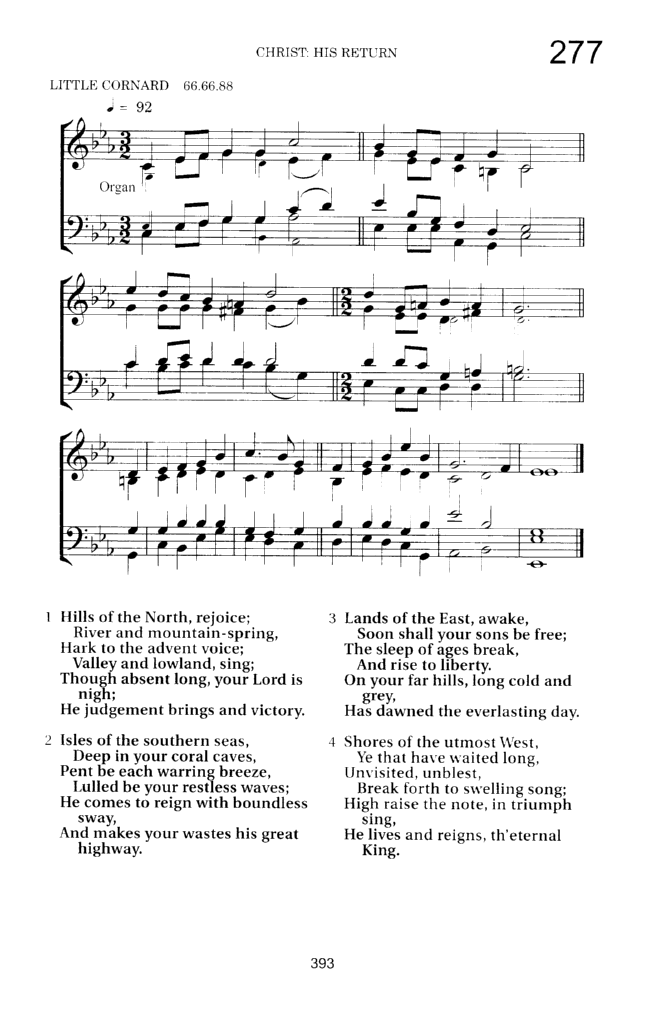 CHRIST: HIS RETURN
277
LITTLE CORNARD 66.66.88
♩ = 92
Organ
1 Hills of the North, rejoice;
River and mountain-spring,
Hark to the advent voice;
Valley and lowland, sing;
Though absent long, your Lord is
nigh;
He judgement brings and victory.
2 Isles of the southern seas,
Deep in your coral caves,
Pent be each warring breeze,
Lulled be your restless waves;
He comes to reign with boundless
sway,
And makes your wastes his great
highway.
3 Lands of the East, awake,
Soon shall your sons be free;
The sleep of ages break,
And rise to liberty.
On your far hills, long cold and
grey,
Has dawned the everlasting day.
4 Shores of the utmost West,
Ye that have waited long,
Unvisited, unblest,
Break forth to swelling song;
High raise the note, in triumph
sing,
He lives and reigns, th'eternal
King.
393